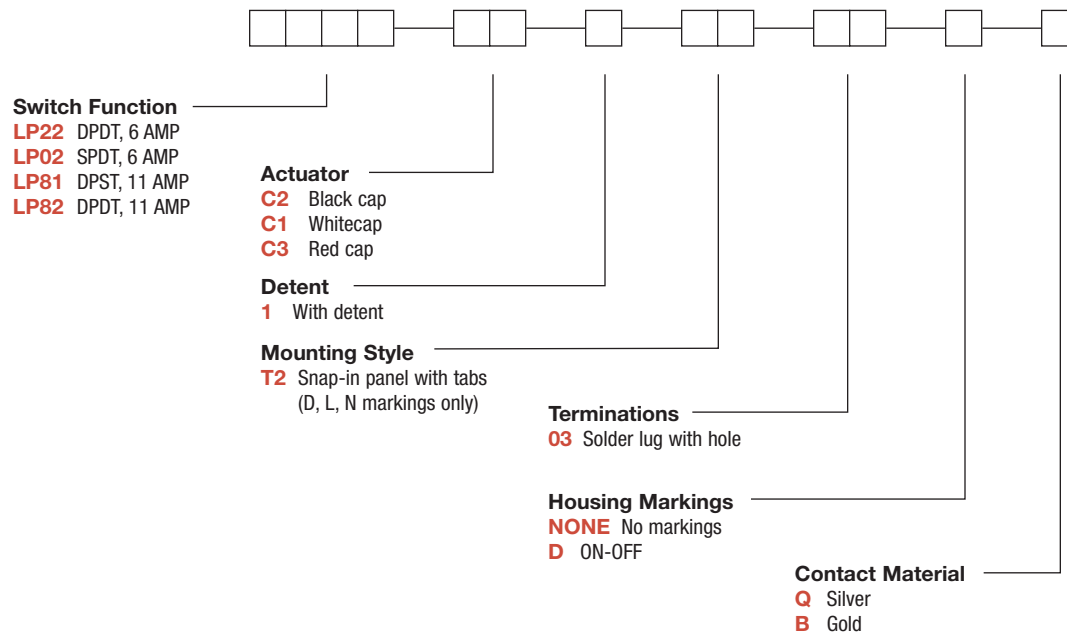 Switch Function
LP22 DPDT, 6 AMP
LP02 SPDT, 6 AMP
LP81 DPST, 11 AMP
LP82 DPDT, 11 AMP
Actuator
C2 Black cap
C1 Whitecap
C3 Red cap
Detent
1 With detent
Mounting Style
T2 Snap-in panel with tabs
(D, L, N markings only)
Terminations
03 Solder lug with hole
Housing Markings
NONE No markings
D ON-OFF
Contact Material
Q Silver
B Gold